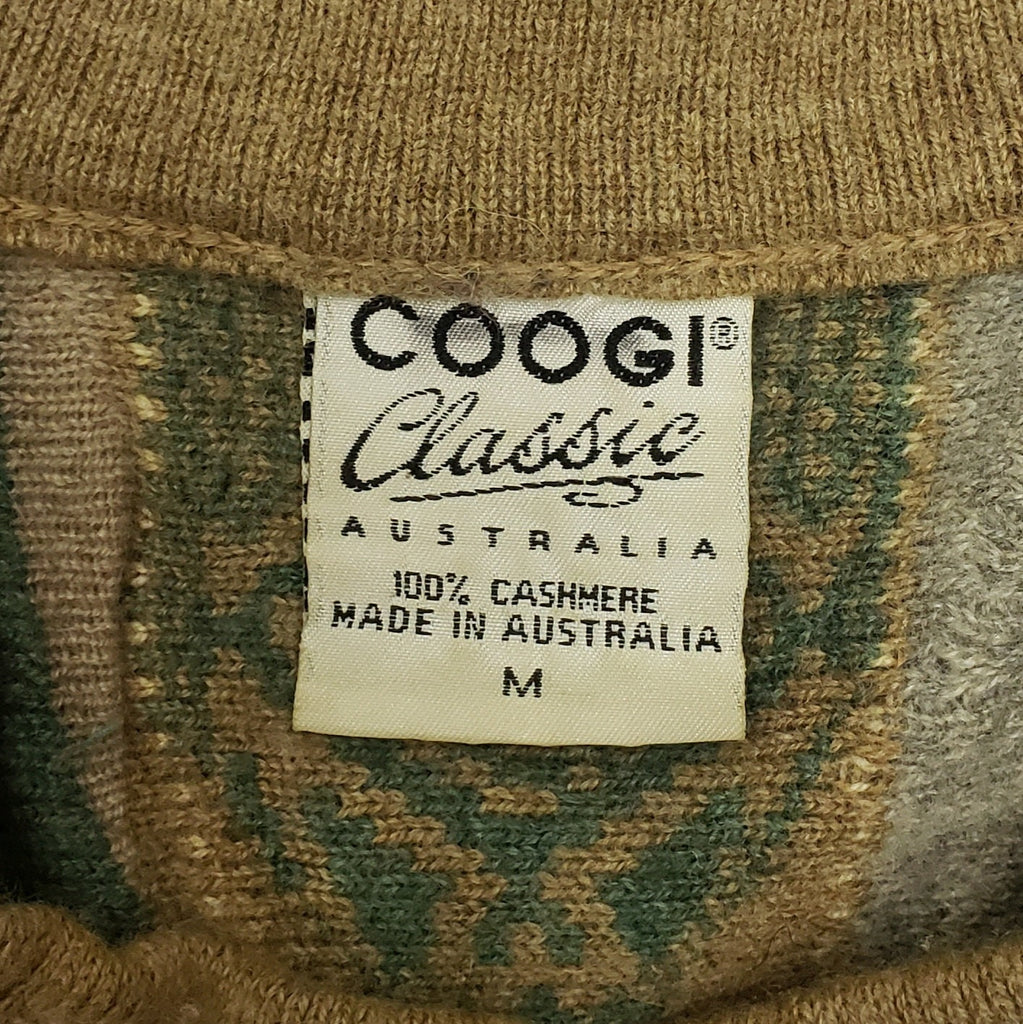 COOGI®
Classic
AUSTRALIA
100% CASHMERE
MADE IN AUSTRALIA
M